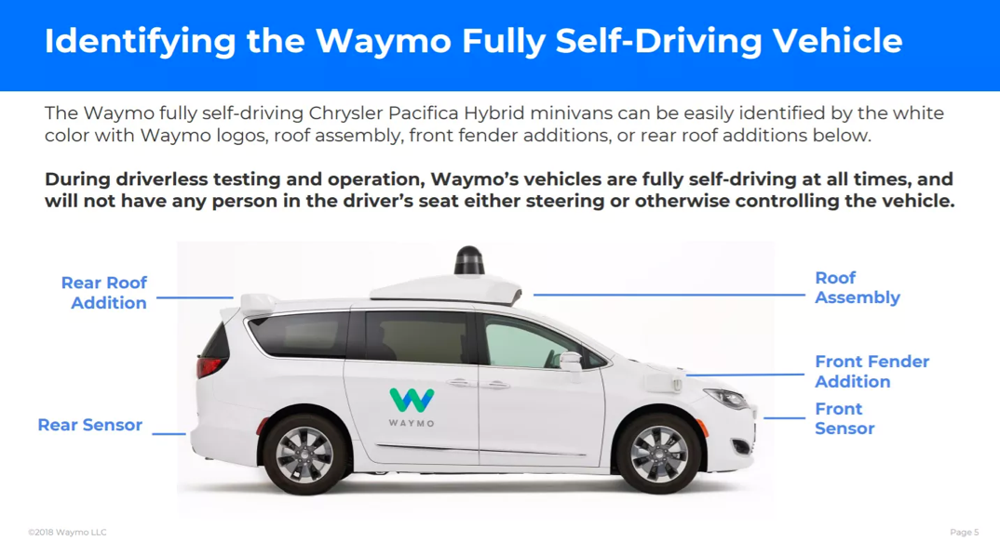 Identifying the Waymo Fully Self-Driving Vehicle
The Waymo fully self-driving Chrysler Pacifica Hybrid minivans can be easily identified by the white
color with Waymo logos, roof assembly, front fender additions, or rear roof additions below.
During driverless testing and operation, Waymo’s vehicles are fully self-driving at all times, and
will not have any person in the driver’s seat either steering or otherwise controlling the vehicle.
Rear Roof
Addition
Roof
Assembly
Front Fender
Addition
Front
Sensor
Rear Sensor
WAYMO
©2018 Waymo LLC
Page 5